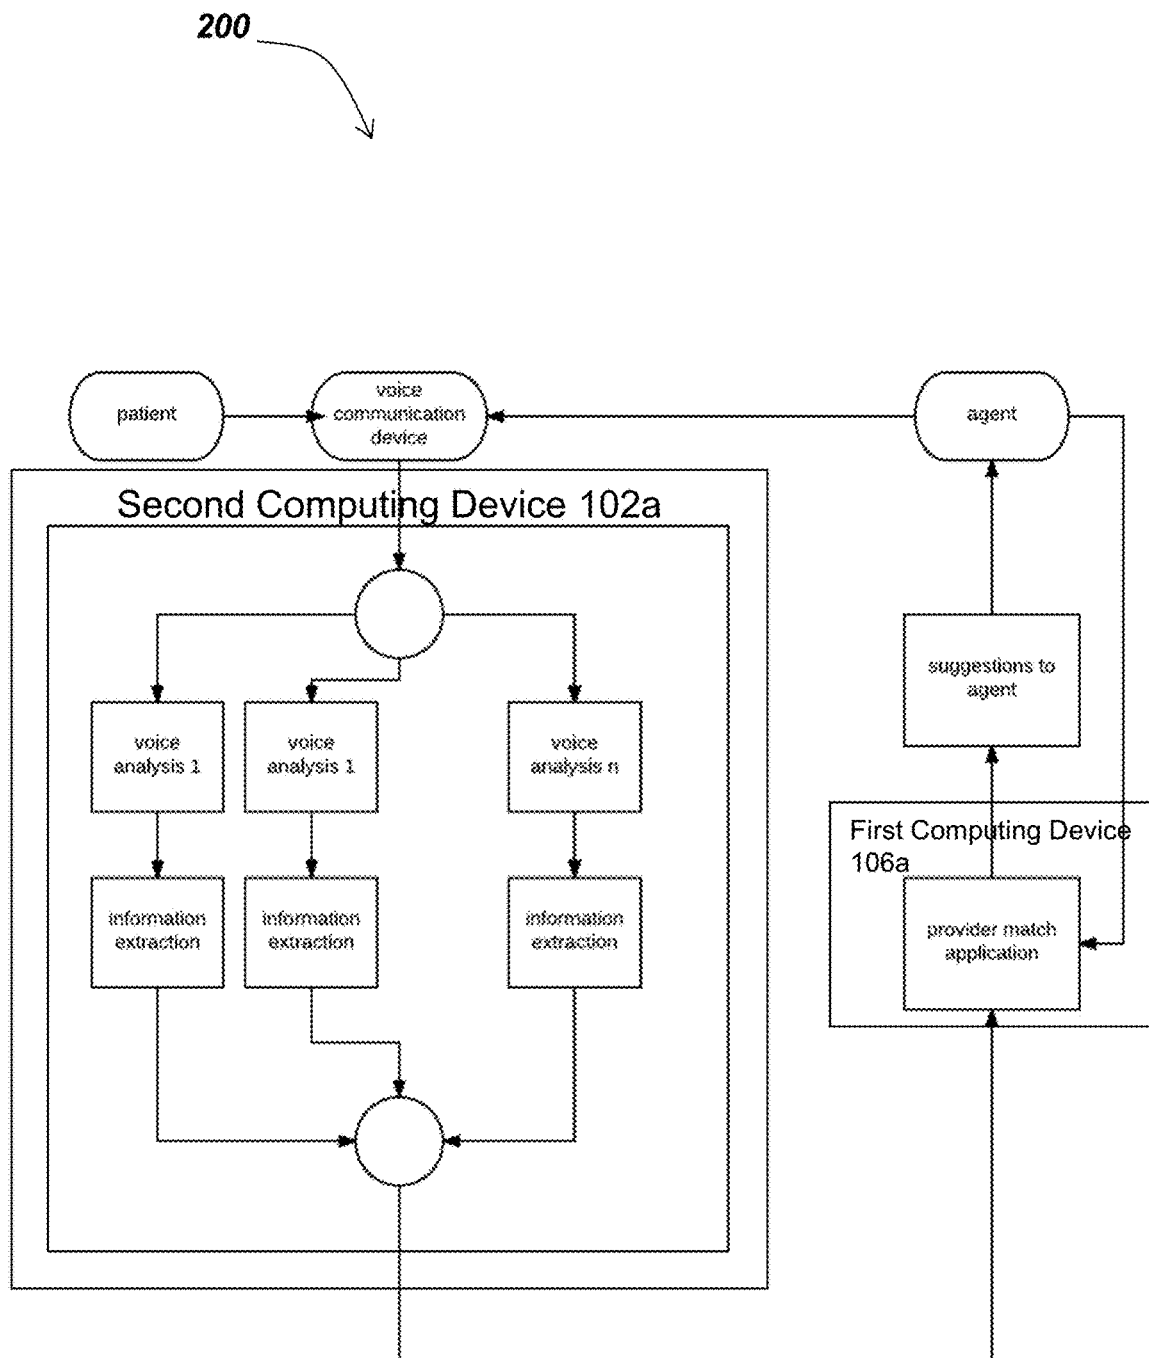 200
patient
voice
communication
device
agent
Second Computing Device 102a
suggestions to
agent
voice
analysis 1
voice
analysis 1
voice
analysis n
First Computing Device
106a
information
extraction
information
extraction
information
extraction
provider match
application